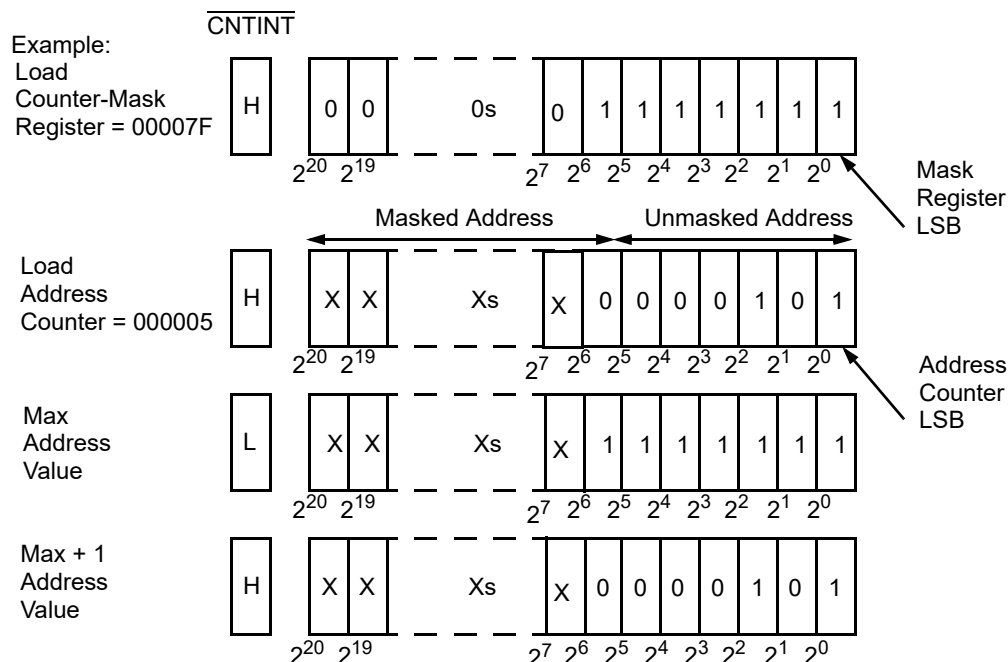 CNTINT
Example:
Load
Counter-Mask
Register = 00007F
H 0 0 0s 0 1 1 1 1 1 1 1
2^20 2^19 2^7 2^6 2^5 2^4 2^3 2^2 2^1 2^0
Mask
Register
LSB
Masked Address Unmasked Address
Load
Address
Counter = 000005
H X X Xs X 0 0 0 0 1 0 1
2^20 2^19 2^7 2^6 2^5 2^4 2^3 2^2 2^1 2^0
Address
Counter
LSB
Max
Address
Value
L X X Xs X 1 1 1 1 1 1 1
2^20 2^19 2^7 2^6 2^5 2^4 2^3 2^2 2^1 2^0
Max + 1
Address
Value
H X X Xs X 0 0 0 0 1 0 1
2^20 2^19 2^7 2^6 2^5 2^4 2^3 2^2 2^1 2^0